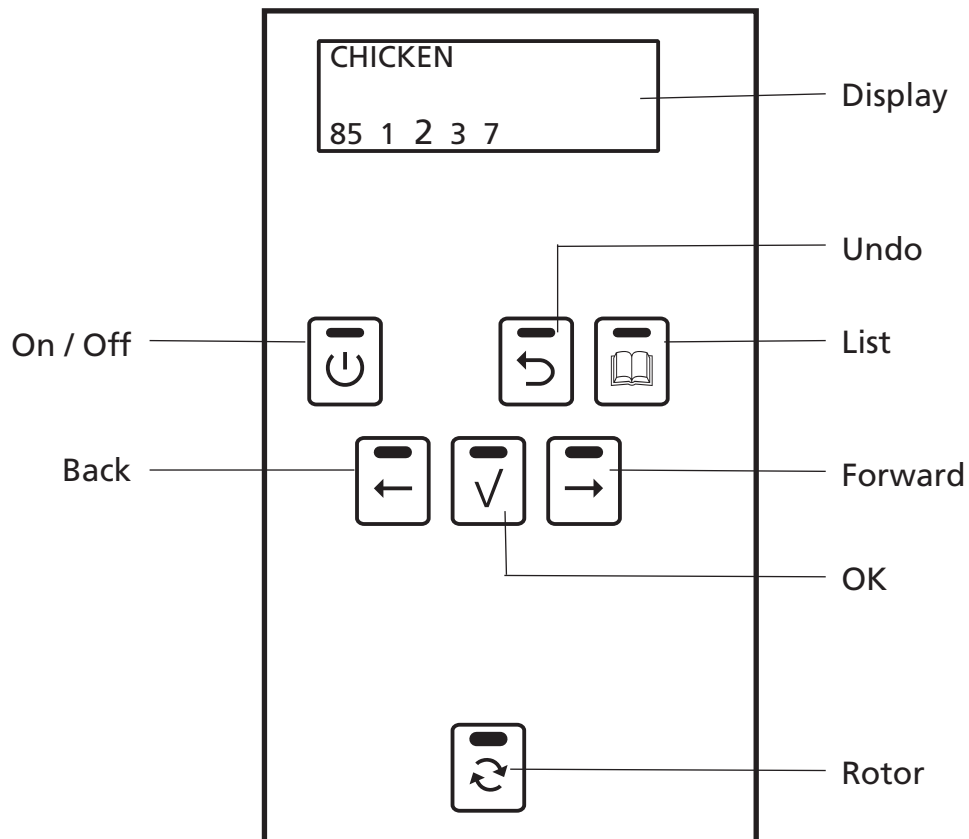 CHICKEN
Display
85 1 2 3 7
Undo
On / Off
List
Back
Forward
OK
Rotor